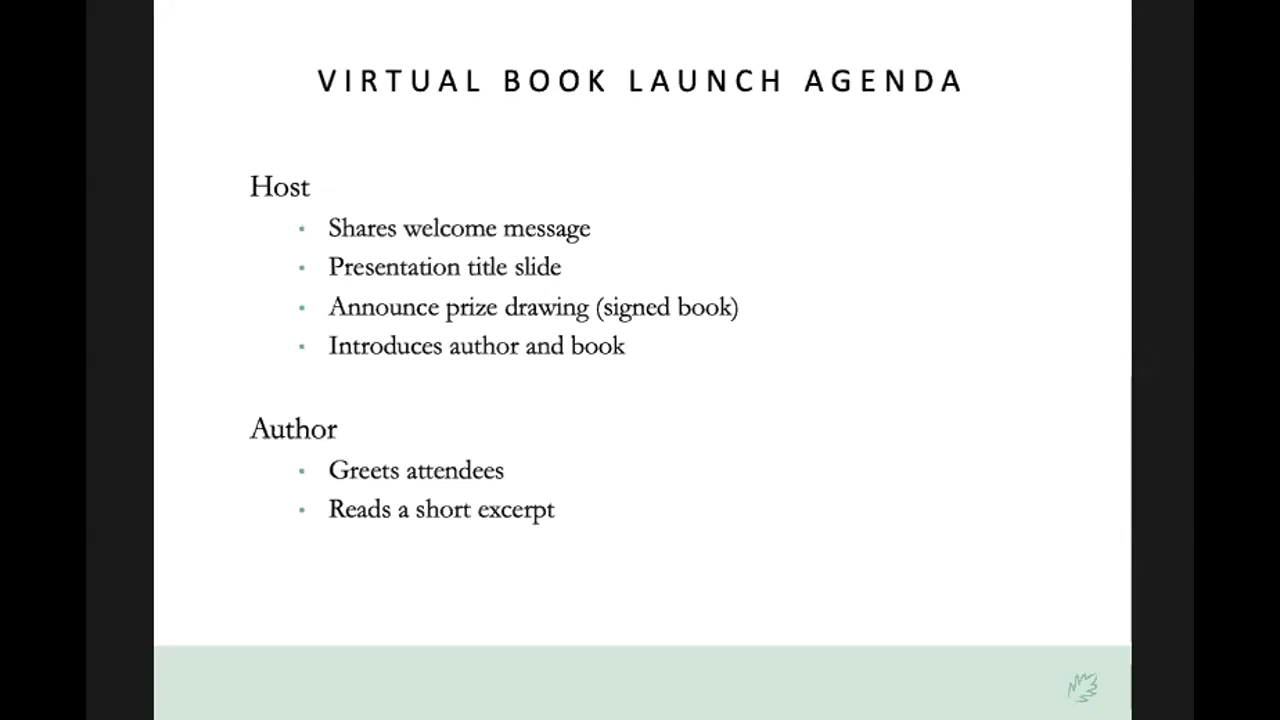 VIRTUAL BOOK LAUNCH AGENDA
Host
• Shares welcome message
• Presentation title slide
• Announce prize drawing (signed book)
• Introduces author and book
Author
• Greets attendees
• Reads a short excerpt